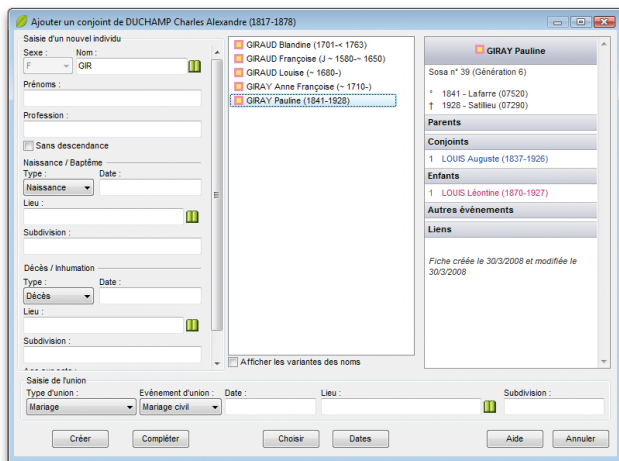 Ajouter un conjoint de DUCHAMP Charles Alexandre (1817-1878)
Saisie d'un nouvel individu
Sexe : Nom :
F GIR
Prénoms :
Profession :
Sans descendance
Naissance / Baptême
Type : Date :
Naissance
Lieu :
Subdivision :
Décès / Inhumation
Type : Date :
Décès
Lieu :
Subdivision :
GIRAUD Blandine (1701-< 1763)
GIRAUD Françoise (J ~ 1580-~ 1650)
GIRAUD Louise (~ 1680-)
GIRAY Anne Françoise (~ 1710-)
GIRAY Pauline (1841-1928)
Afficher les variantes des noms
GIRAY Pauline
Sosa n° 39 (Génération 6)
° 1841 - Lafarre (07520)
† 1928 - Satillieu (07290)
Parents
Conjoints
1 LOUIS Auguste (1837-1926)
Enfants
1 LOUIS Léontine (1870-1927)
Autres évènements
Liens
Fiche créée le 30/3/2008 et modifiée le
30/3/2008
Saisie de l'union
Type d'union : Evénement d'union : Date : Lieu : Subdivision :
Mariage Mariage civil
Créer Compléter Choisir Dates Aide Annuler